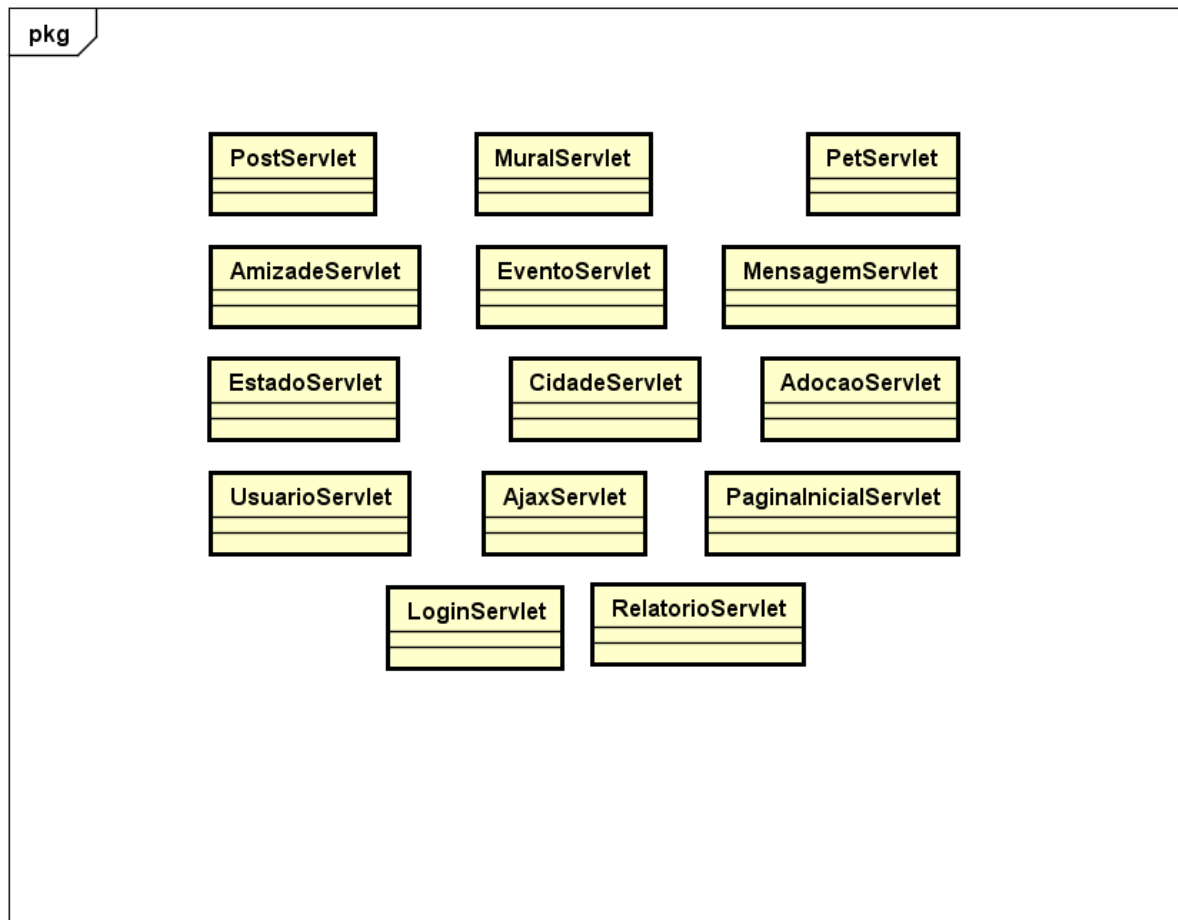 pkg
PostServlet
MuralServlet
PetServlet
AmizadeServlet
EventoServlet
MensagemServlet
EstadoServlet
CidadeServlet
AdocaoServlet
UsuarioServlet
AjaxServlet
PaginaInicialServlet
LoginServlet
RelatorioServlet